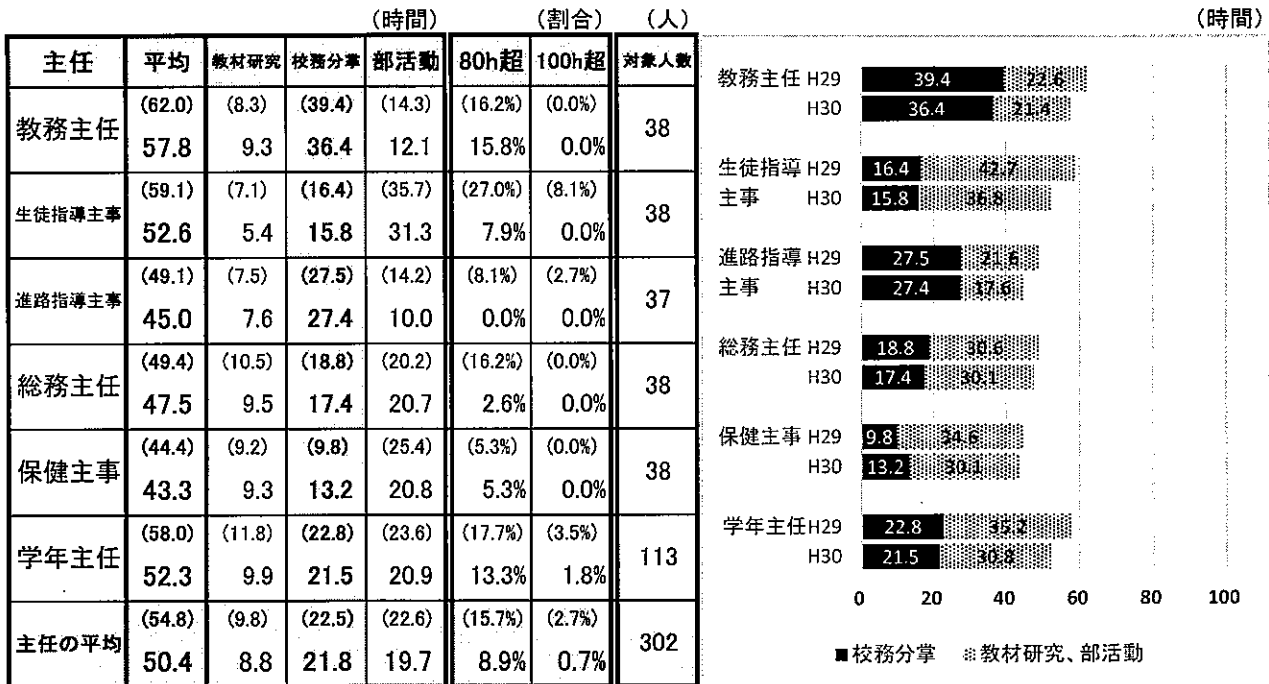 (時間) (割合) (人)
主任 平均 教材研究 校務分掌 部活動 80h超 100h超 対象人数
教務主任 (62.0) (8.3) (39.4) (14.3) (16.2%) (0.0%) 38
57.8 9.3 36.4 12.1 15.8% 0.0%
生徒指導主事 (59.1) (7.1) (16.4) (35.7) (27.0%) (8.1%) 38
52.6 5.4 15.8 31.3 7.9% 0.0%
進路指導主事 (49.1) (7.5) (27.5) (14.2) (8.1%) (2.7%) 37
45.0 7.6 27.4 10.0 0.0% 0.0%
総務主任 (49.4) (10.5) (18.8) (20.2) (16.2%) (0.0%) 38
47.5 9.5 17.4 20.7 2.6% 0.0%
保健主事 (44.4) (9.2) (9.8) (25.4) (5.3%) (0.0%) 38
43.3 9.3 13.2 20.8 5.3% 0.0%
学年主任 (58.0) (11.8) (22.8) (23.6) (17.7%) (3.5%) 113
52.3 9.9 21.5 20.9 13.3% 1.8%
主任の平均 (54.8) (9.8) (22.5) (22.6) (15.7%) (2.7%) 302
50.4 8.8 21.8 19.7 8.9% 0.7%
(時間)
教務主任 H29 39.4 22.6
H30 36.4 21.4
生徒指導 H29 16.4 42.7
主事 H30 15.8 36.8
進路指導 H29 27.5 21.6
主事 H30 27.4 17.6
総務主任 H29 18.8 30.6
H30 17.4 30.1
保健主事 H29 9.8 34.6
H30 13.2 30.1
学年主任H29 22.8 35.2
H30 21.5 30.8
0 20 40 60 80 100
■校務分掌 ※教材研究、部活動